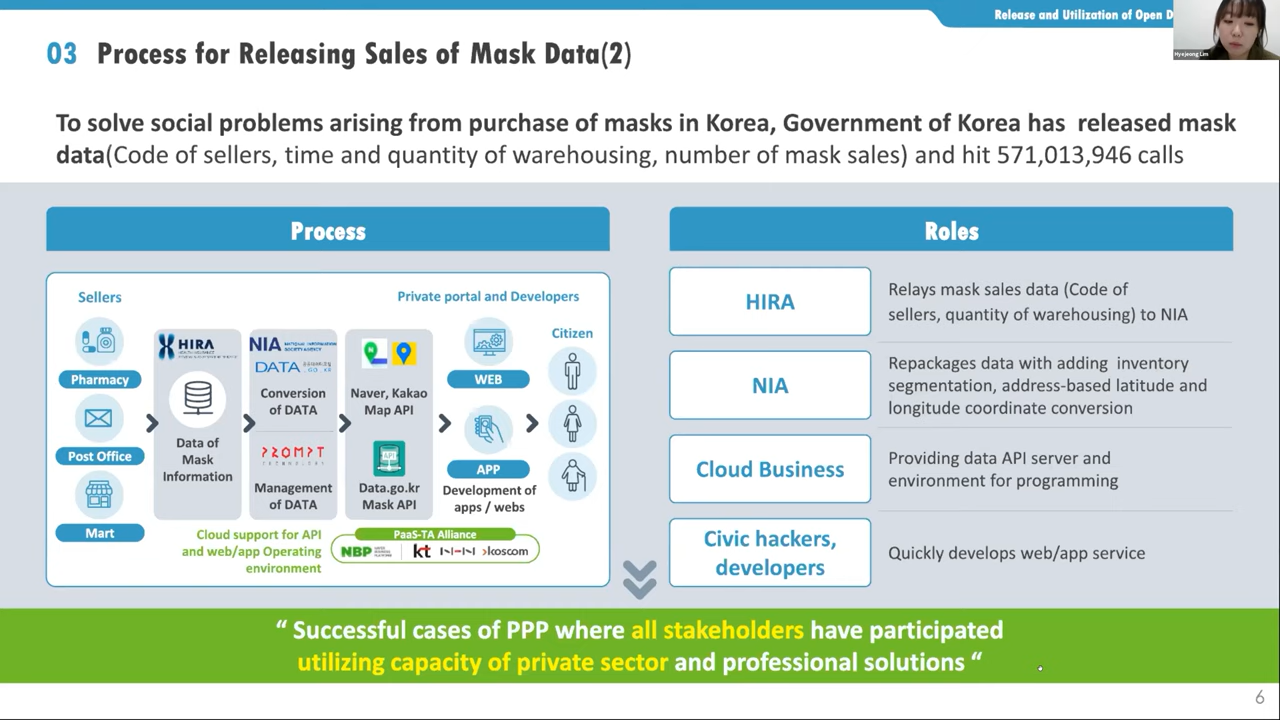 Release and Utilization of Open D
Hyejeong Lim
03 Process for Releasing Sales of Mask Data(2)
To solve social problems arising from purchase of masks in Korea, Government of Korea has released mask
data(Code of sellers, time and quantity of warehousing, number of mask sales) and hit 571,013,946 calls
Process
Sellers
Private portal and Developers
Citizen
Pharmacy
Post Office
Mart
HIRA
Data of
Mask
Information
NIA
DATA
Conversion
of DATA
PROMPT
TECHNOLOGY
Management
of DATA
Naver, Kakao
Map API
Data.go.kr
Mask API
WEB
APP
Development of
apps / webs
Cloud support for API
and web/app Operating
environment
PaaS-TA Alliance
NBP
kt
NHN
koscom
Roles
HIRA
Relays mask sales data (Code of
sellers, quantity of warehousing) to NIA
NIA
Repackages data with adding inventory
segmentation, address-based latitude and
longitude coordinate conversion
Cloud Business
Providing data API server and
environment for programming
Civic hackers,
developers
Quickly develops web/app service
“ Successful cases of PPP where all stakeholders have participated
utilizing capacity of private sector and professional solutions “
6